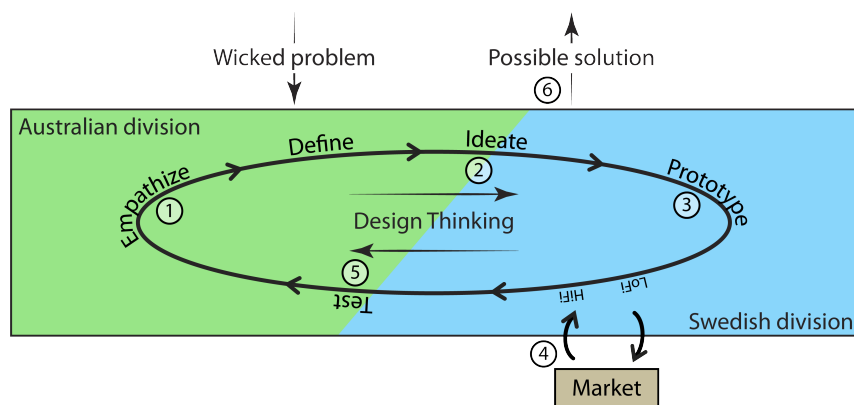 Wicked problem
Possible solution
6
Australian division
Define
Ideate
Empathize
2
Prototype
1
3
Design Thinking
5
Test
HiFi
LoFi
Swedish division
4
Market